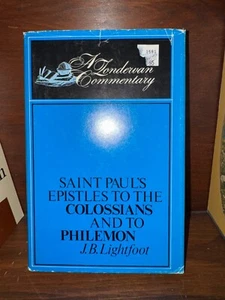 A Zondervan
Commentary
SAINT PAUL'S
EPISTLES TO THE
COLOSSIANS
AND TO
PHILEMON
J.B. Lightfoot